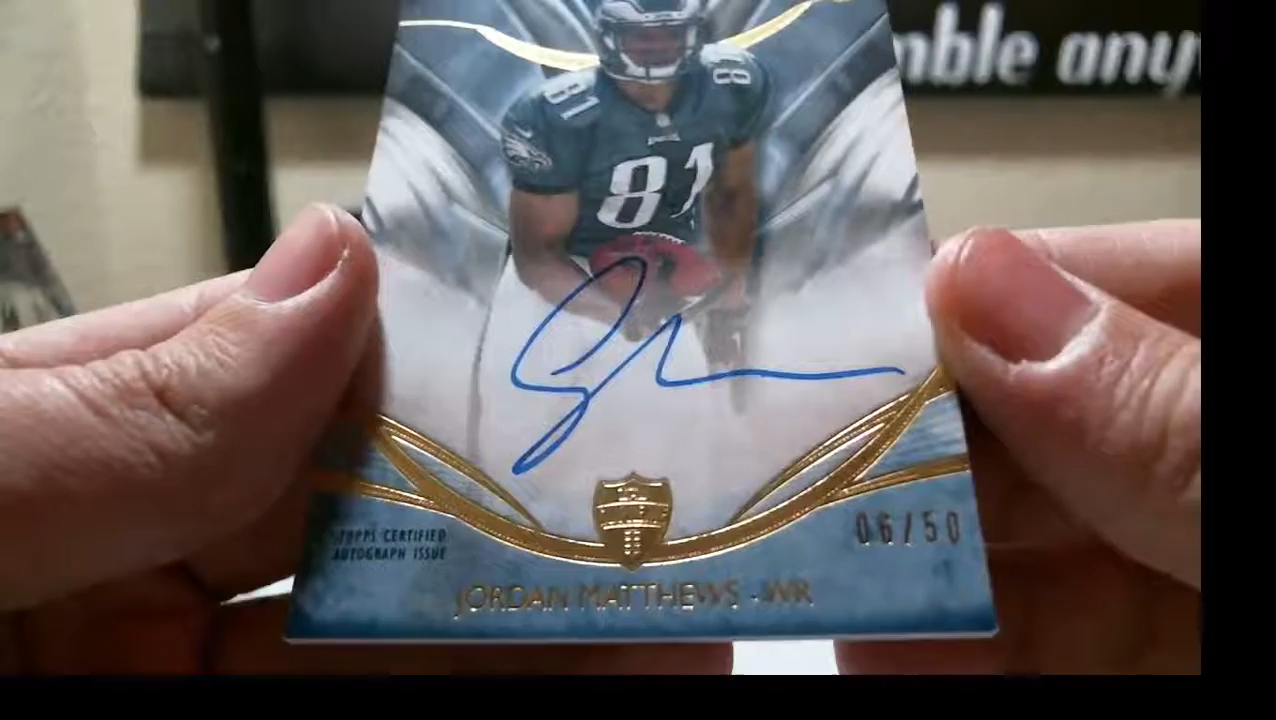 mble any
81
81
81
06/50
TOPPS CERTIFIED
AUTOGRAPH ISSUE
JORDAN MATTHEWS - WR